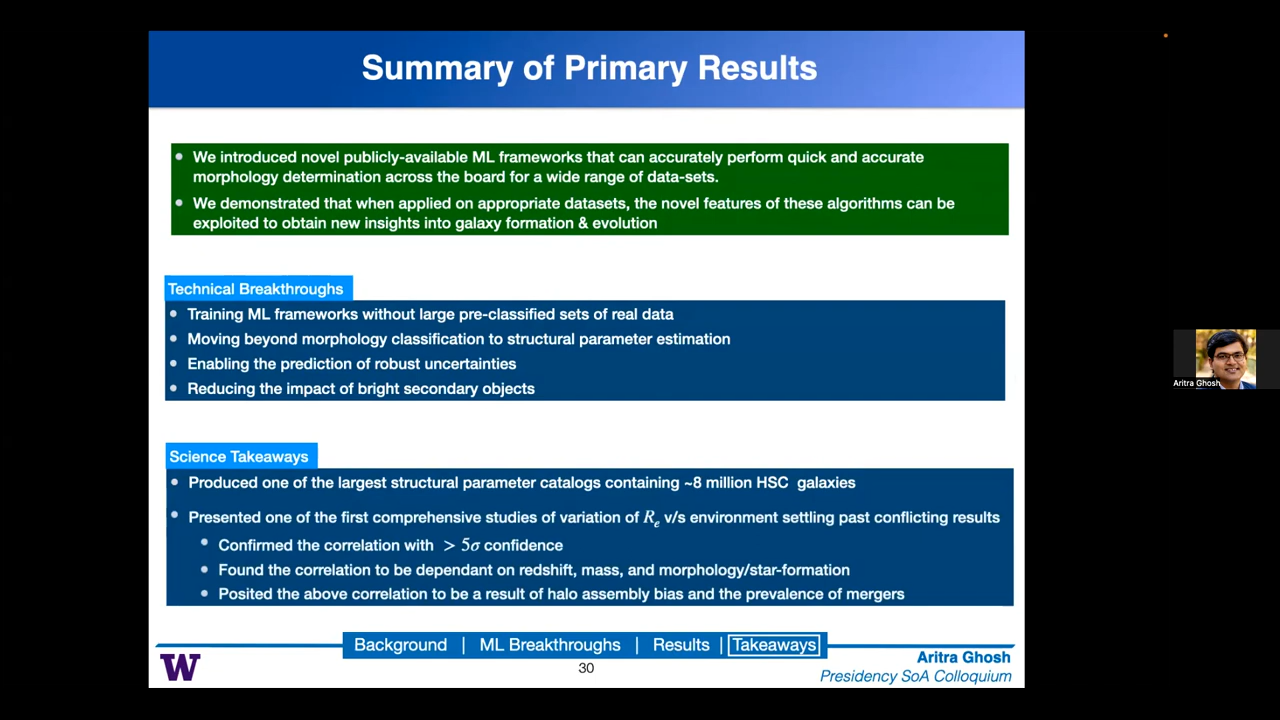 Summary of Primary Results
• We introduced novel publicly-available ML frameworks that can accurately perform quick and accurate
morphology determination across the board for a wide range of data-sets.
• We demonstrated that when applied on appropriate datasets, the novel features of these algorithms can be
exploited to obtain new insights into galaxy formation & evolution
Technical Breakthroughs
• Training ML frameworks without large pre-classified sets of real data
• Moving beyond morphology classification to structural parameter estimation
• Enabling the prediction of robust uncertainties
• Reducing the impact of bright secondary objects
Science Takeaways
• Produced one of the largest structural parameter catalogs containing ~8 million HSC galaxies
• Presented one of the first comprehensive studies of variation of Rₑ v/s environment settling past conflicting results
• Confirmed the correlation with > 5σ confidence
• Found the correlation to be dependant on redshift, mass, and morphology/star-formation
• Posited the above correlation to be a result of halo assembly bias and the prevalence of mergers
Background | ML Breakthroughs | Results | Takeaways
W
30
Aritra Ghosh
Presidency SoA Colloquium
Aritra Ghosh